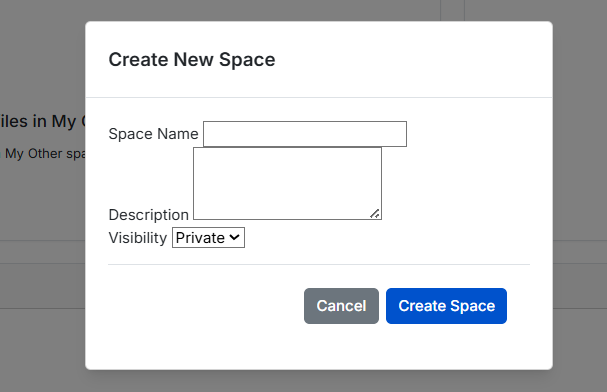 Create New Space
iles in My
My Other spa
Space Name
Description
Visibility Private
Cancel Create Space